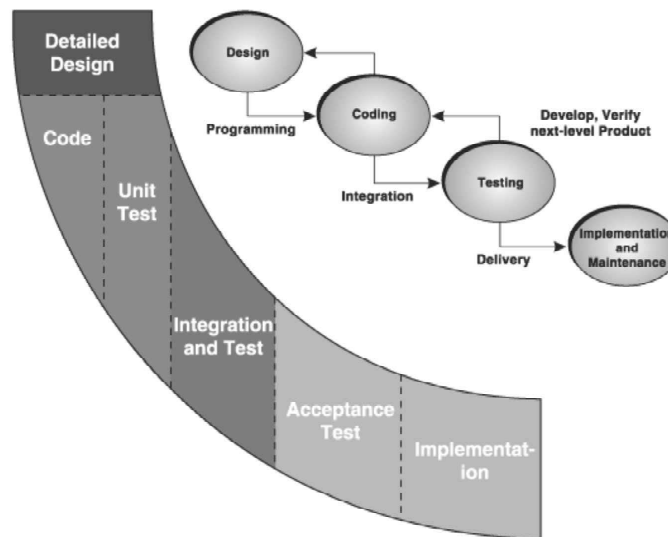 Detailed
Design
Code
Unit
Test
Integration
and Test
Acceptance
Test
Implementat-
ion
Design
Programming
Coding
Integration
Develop, Verify
next-level Product
Testing
Delivery
Implementation
and
Maintenance